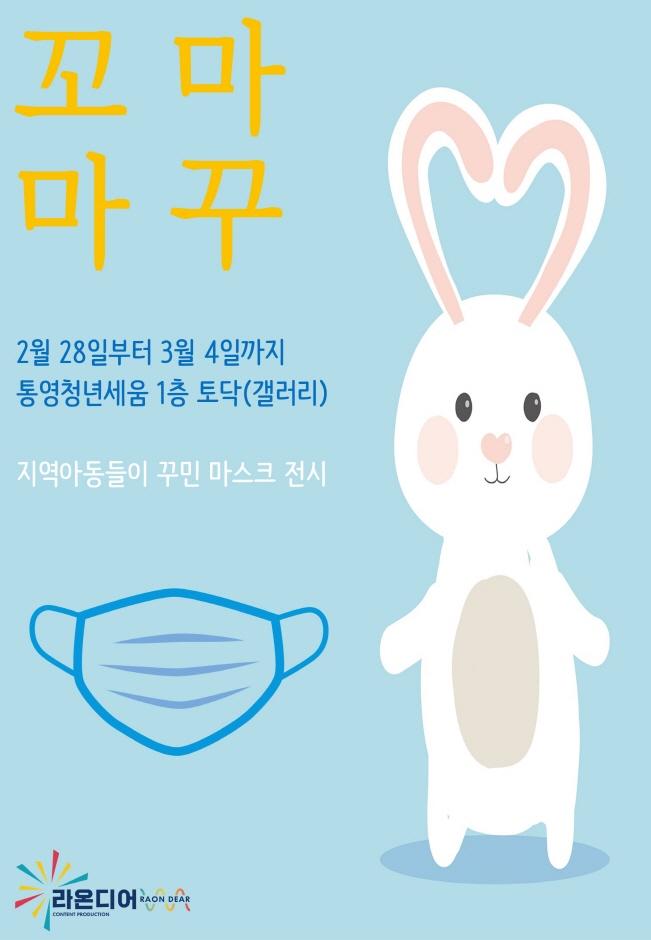 꼬마
마꾸
2월 28일부터 3월 4일까지
통영청년세움 1층 토닥(갤러리)
지역아동들이 꾸민 마스크 전시
라온디어 RAON DEAR
CONTENT PRODUCTION